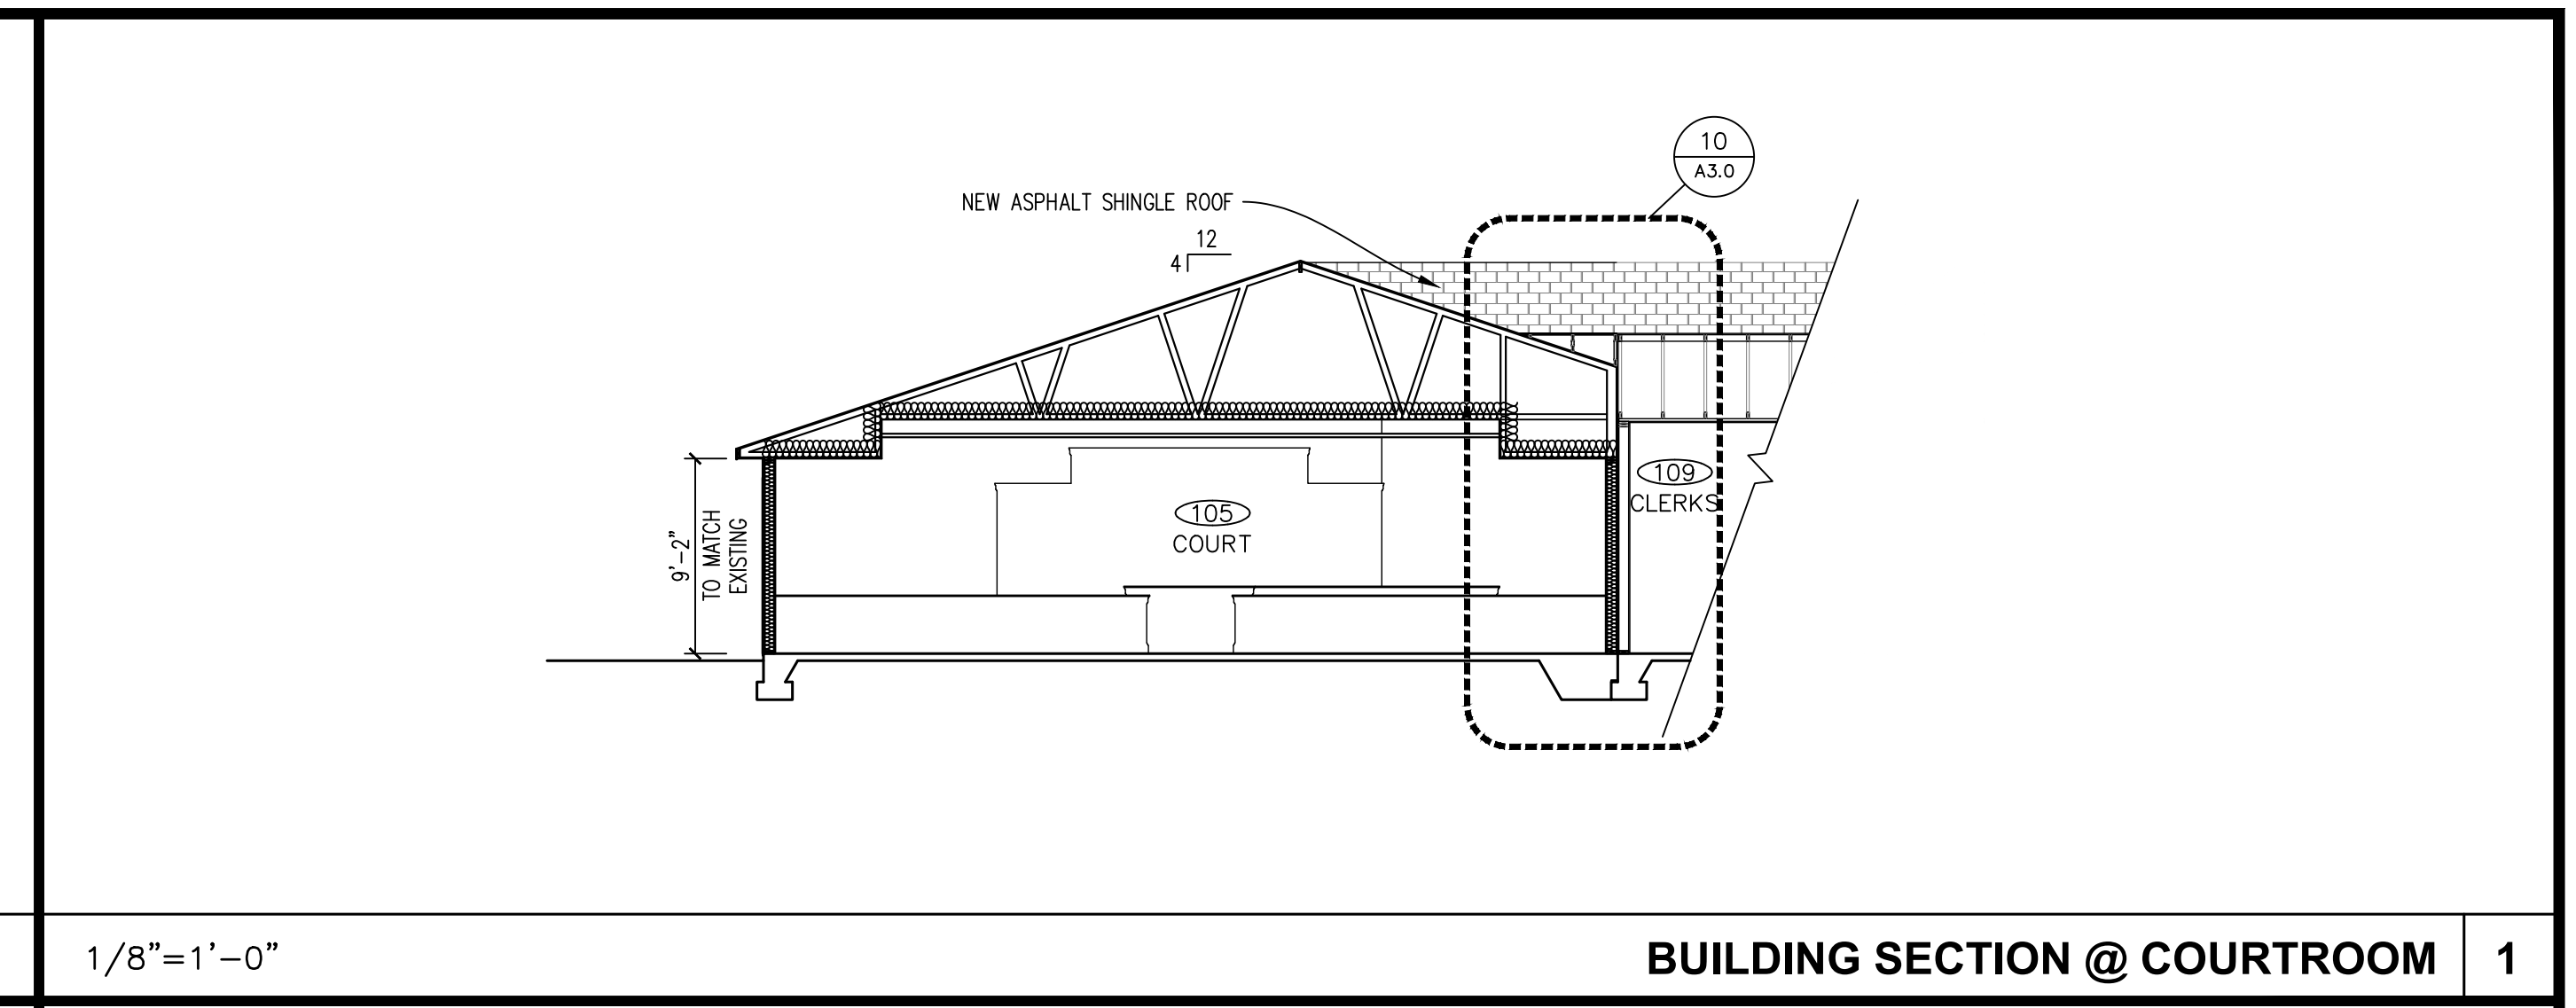 10
A3.0
NEW ASPHALT SHINGLE ROOF
12
4
109
CLERKS
105
COURT
9'-2"
TO MATCH
EXISTING
1/8"=1'-0"
BUILDING SECTION @ COURTROOM
1